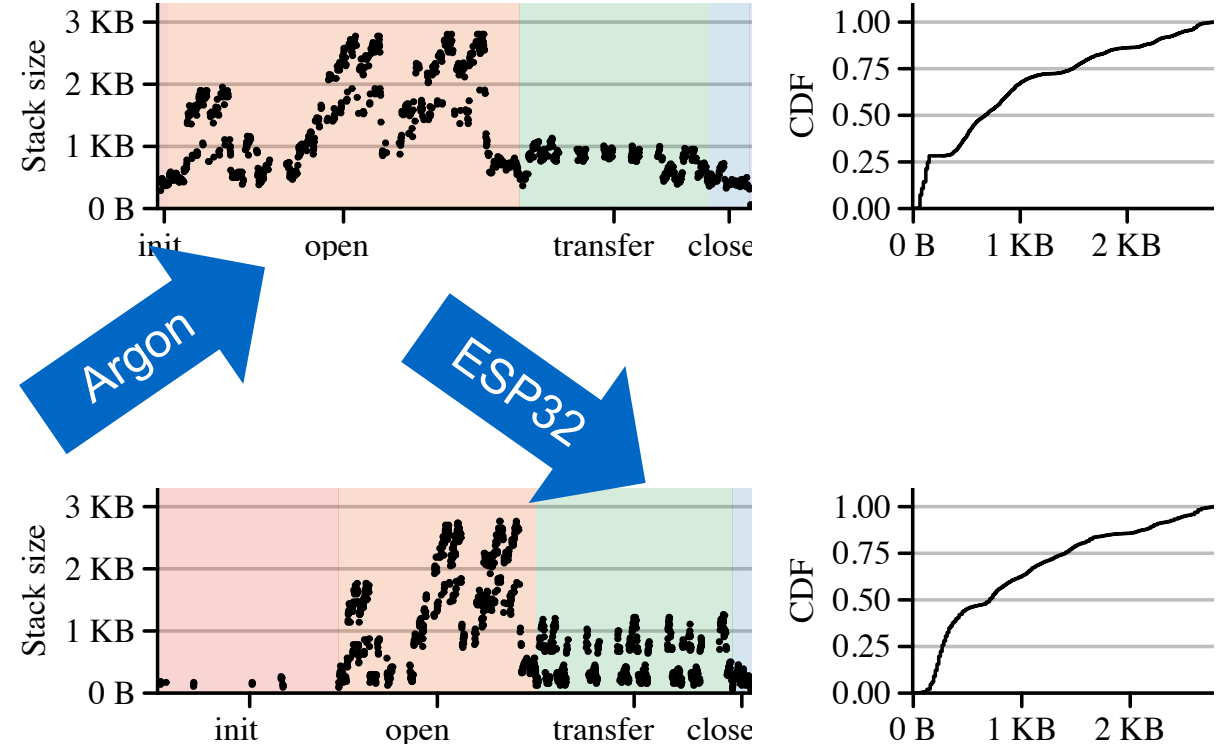 Stack size
3 KB
2 KB
1 KB
0 B
init open transfer close
CDF
1.00
0.75
0.50
0.25
0.00
0 B 1 KB 2 KB
Argon
ESP32
Stack size
3 KB
2 KB
1 KB
0 B
init open transfer close
CDF
1.00
0.75
0.50
0.25
0.00
0 B 1 KB 2 KB